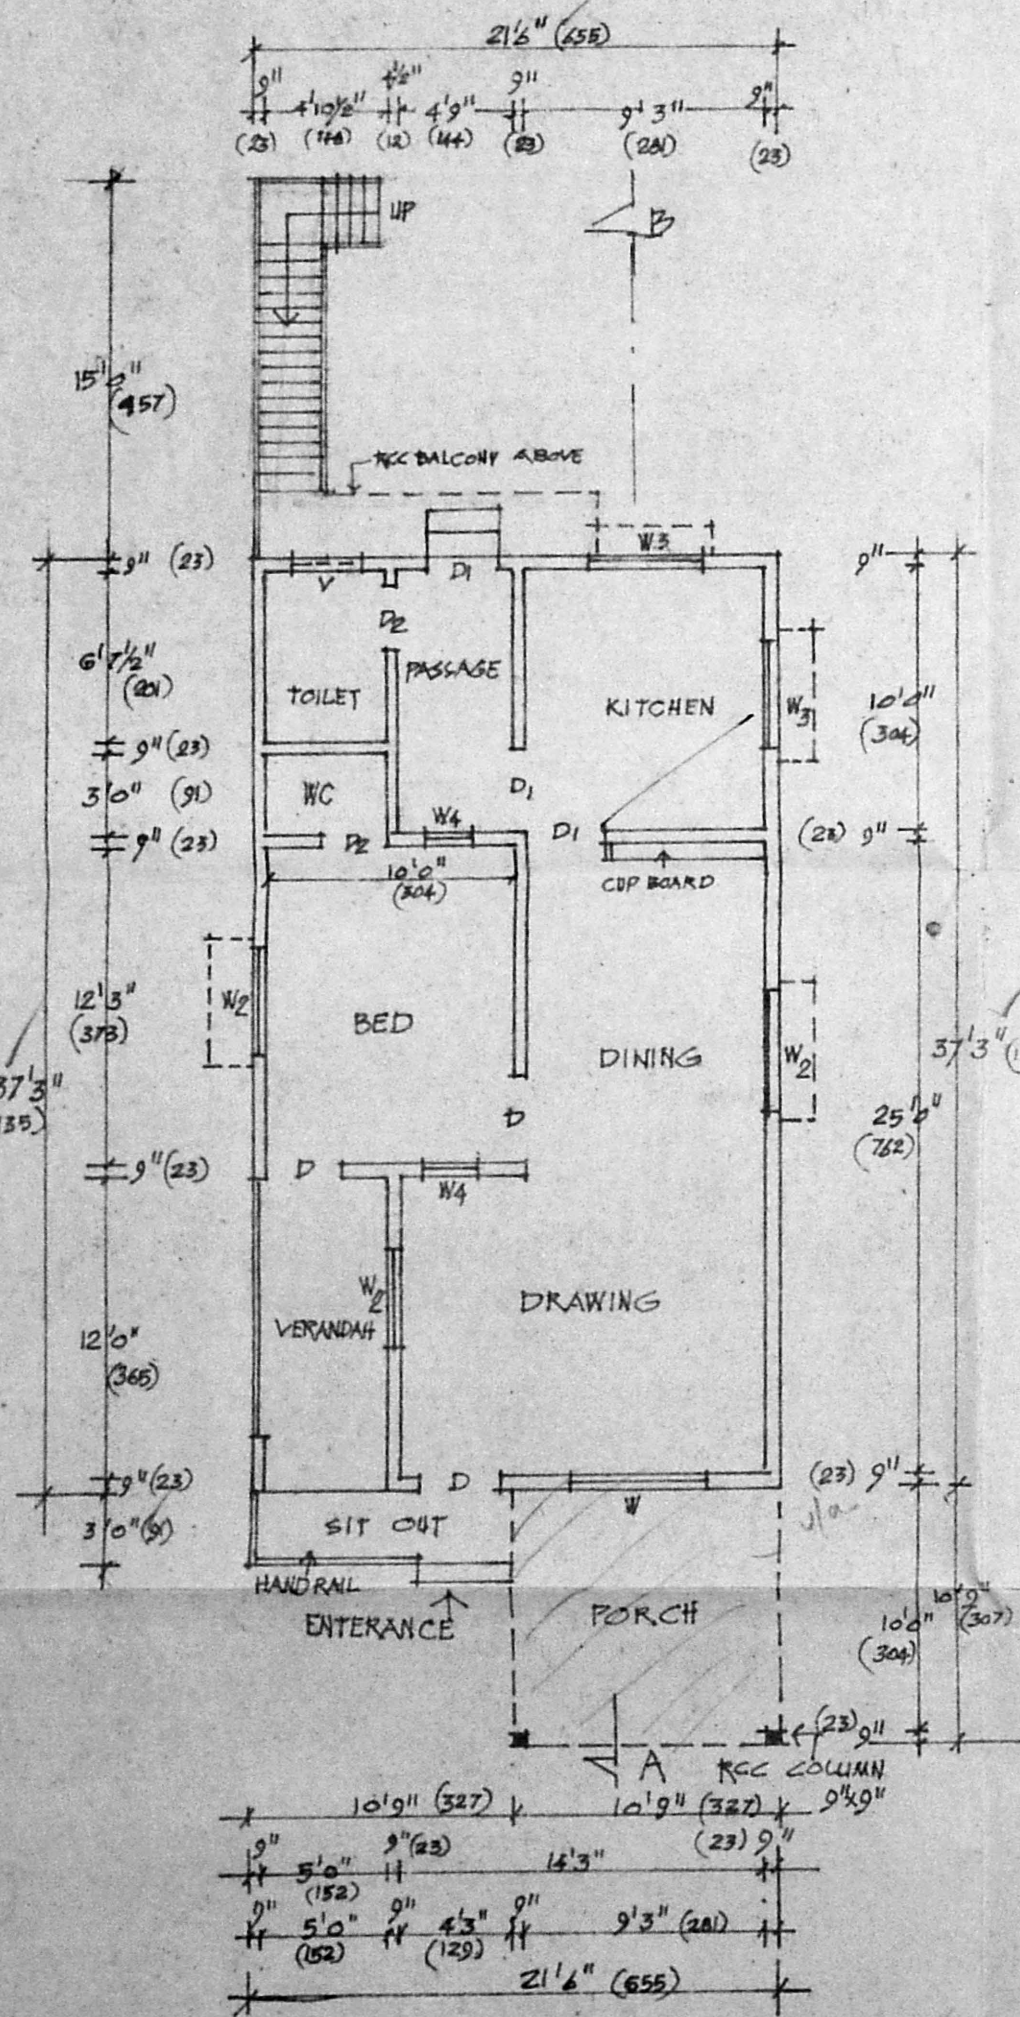 21'6" (655)
9" 4½" 9" 9"
4'10½" 4'9" 9'3"
(23) (148) (12) (144) (23) (281) (23)
UP
B
15'0"
(457)
RCC BALCONY ABOVE
9" (23)
V
D1
W3
9"
D2
6'7½"
(201)
TOILET
PASSAGE
KITCHEN
W3
10'0"
(304)
9" (23)
3'0" (91)
WC
D1
9" (23)
D2
W4
D1
(23) 9"
10'0"
(304)
CUP BOARD
W2
12'3"
(373)
BED
DINING
W2
37'3"
37'3"
25'0"
(762)
D
9" (23)
D
W4
W2
VERANDAH
DRAWING
12'0"
(365)
9" (23)
D
W
(23) 9"
3'0" (91)
SIT OUT
HANDRAIL
ENTERANCE
PORCH
10'0"
(304)
10'9"
(307)
A
(23) 9"
RCC COLUMN
9"X9"
10'9" (327) 10'9" (327)
9" 9" (23) (23) 9"
5'0" 14'3"
(152)
9" 9" 9"
5'0" 4'3" 9'3" (281)
(152) (129)
21'6" (655)